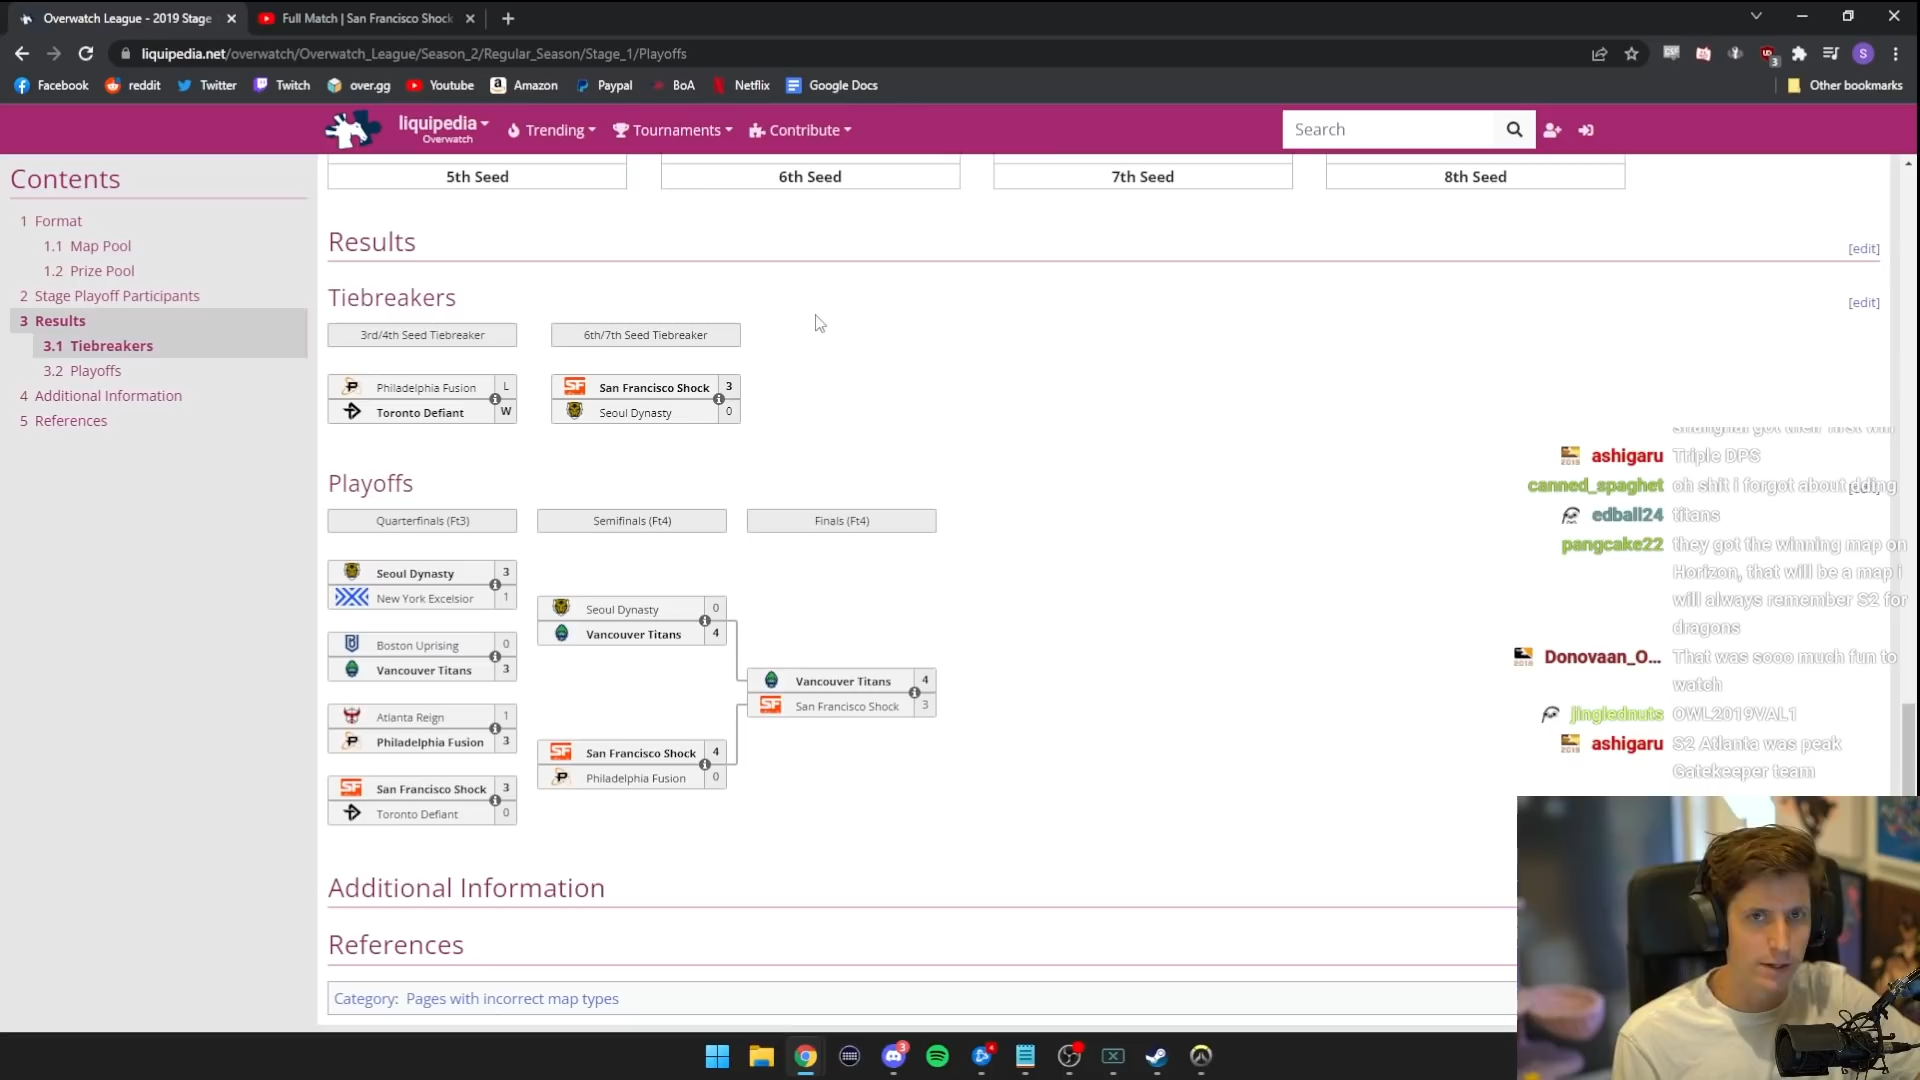 Overwatch League - 2019 Stage
Full Match | San Francisco Shock
liquipedia.net/overwatch/Overwatch_League/Season_2/Regular_Season/Stage_1/Playoffs
S
3
Facebook
reddit
Twitter
Twitch
over.gg
Youtube
Amazon
Paypal
BoA
Netflix
Google Docs
Other bookmarks
liquipedia
Overwatch
Trending
Tournaments
Contribute
Search
Contents
1 Format
1.1 Map Pool
1.2 Prize Pool
2 Stage Playoff Participants
3 Results
3.1 Tiebreakers
3.2 Playoffs
4 Additional Information
5 References
5th Seed
6th Seed
7th Seed
8th Seed
Results
[edit]
Tiebreakers
[edit]
3rd/4th Seed Tiebreaker
6th/7th Seed Tiebreaker
Philadelphia Fusion L
Toronto Defiant W
San Francisco Shock 3
Seoul Dynasty 0
Playoffs
Quarterfinals (Ft3)
Semifinals (Ft4)
Finals (Ft4)
Seoul Dynasty 3
New York Excelsior 1
Boston Uprising 0
Vancouver Titans 3
Atlanta Reign 1
Philadelphia Fusion 3
San Francisco Shock 3
Toronto Defiant 0
Seoul Dynasty 0
Vancouver Titans 4
San Francisco Shock 4
Philadelphia Fusion 0
Vancouver Titans 4
San Francisco Shock 3
Additional Information
References
Category: Pages with incorrect map types
Shanghai got their first win
ashigaru Triple DPS
canned_spaghet oh shit i forgot about dding
edball24 titans
pangcake22 they got the winning map on
Horizon, that will be a map i
will always remember S2 for
dragons
Donovaan_O... That was sooo much fun to
watch
jinglednuts OWL2019VAL1
ashigaru S2 Atlanta was peak
Gatekeeper team
3
4